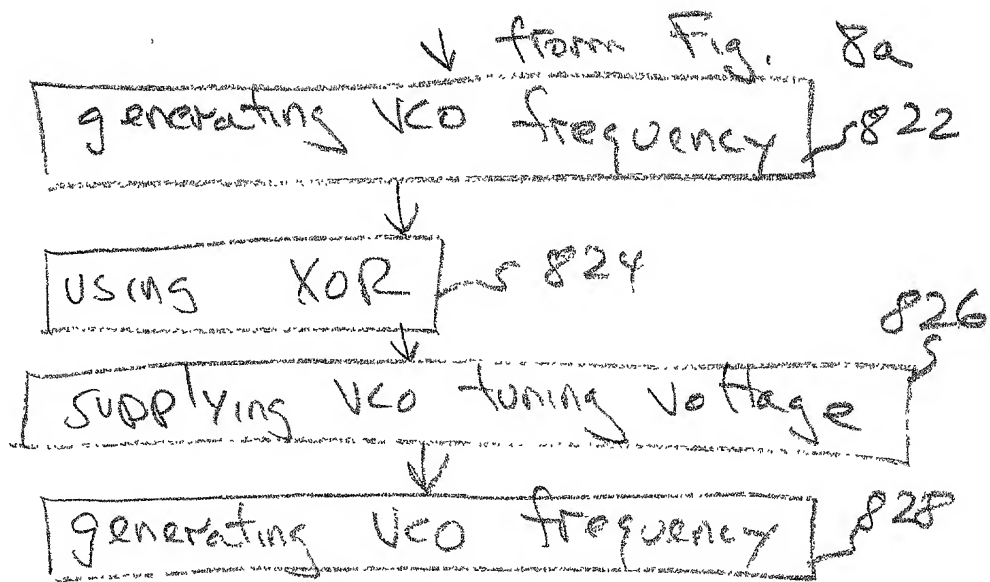 from Fig. 8a
generating VCO frequency 822
using XOR 824
826
supplying VCO tuning voltage
generating VCO frequency 828